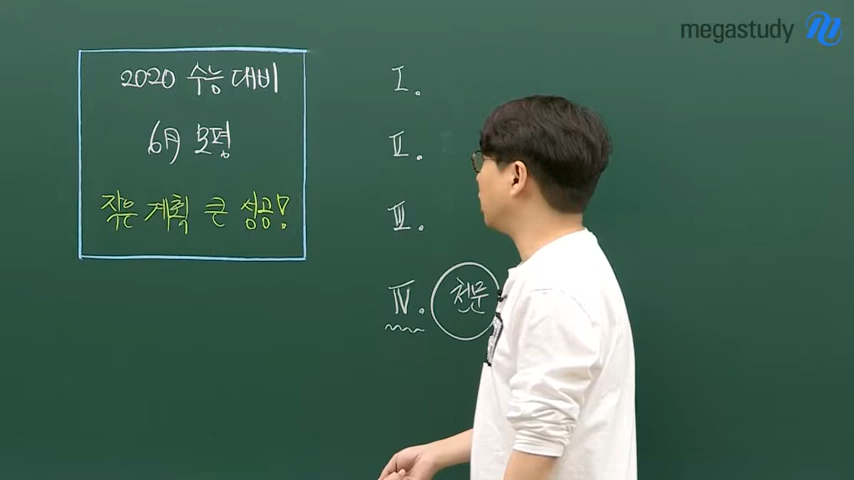 megastudy
2020 수능 대비
6月 모평
작은 계획 큰 성공!
Ⅰ.
Ⅱ.
Ⅲ.
Ⅳ. 천문